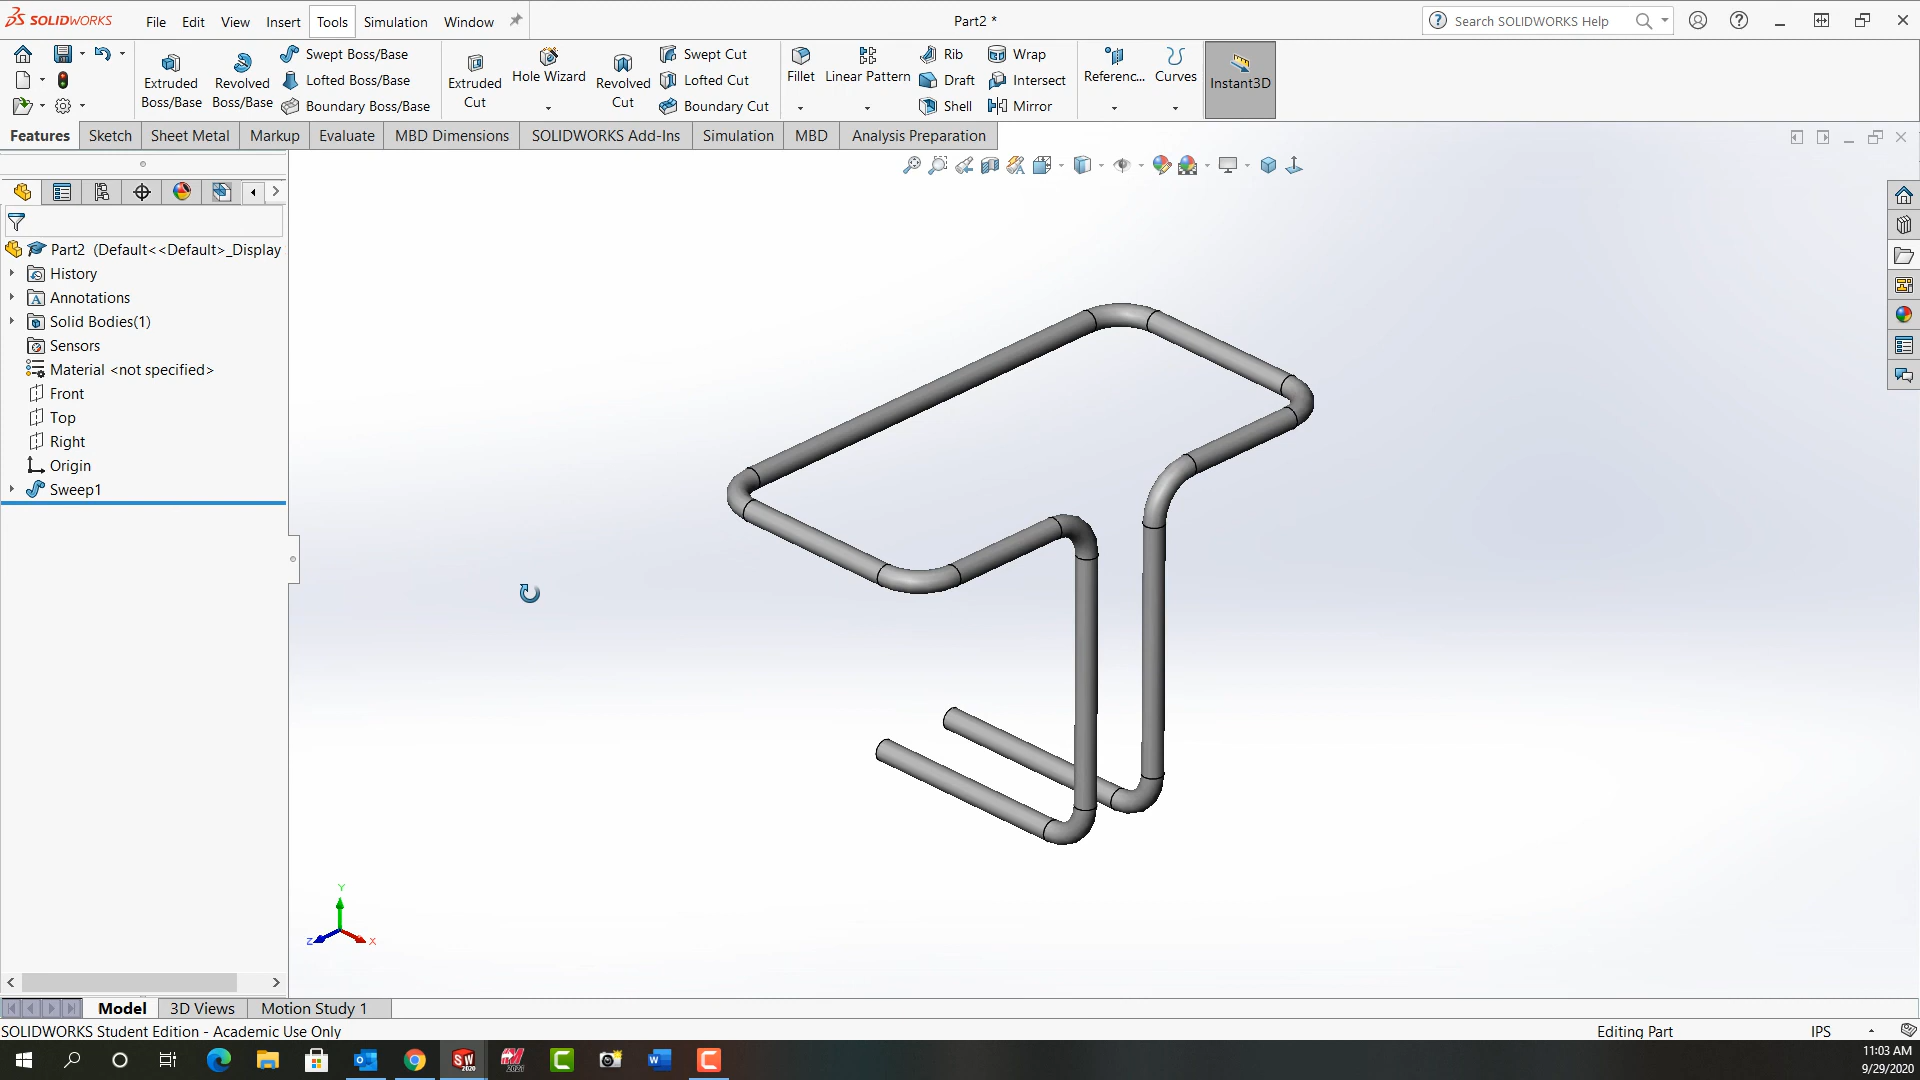 SOLIDWORKS File Edit View Insert Tools Simulation Window Part2 * Search SOLIDWORKS Help
Extruded Boss/Base
Revolved Boss/Base
Swept Boss/Base
Lofted Boss/Base
Boundary Boss/Base
Extruded Cut
Hole Wizard
Revolved Cut
Swept Cut
Lofted Cut
Boundary Cut
Fillet
Linear Pattern
Rib
Draft
Shell
Wrap
Intersect
Mirror
Referenc...
Curves
Instant3D
Features Sketch Sheet Metal Markup Evaluate MBD Dimensions SOLIDWORKS Add-Ins Simulation MBD Analysis Preparation
Part2 (Default<<Default>_Display
History
Annotations
Solid Bodies(1)
Sensors
Material <not specified>
Front
Top
Right
Origin
Sweep1
Y
Z X
Model 3D Views Motion Study 1
SOLIDWORKS Student Edition - Academic Use Only Editing Part IPS
11:03 AM
9/29/2020